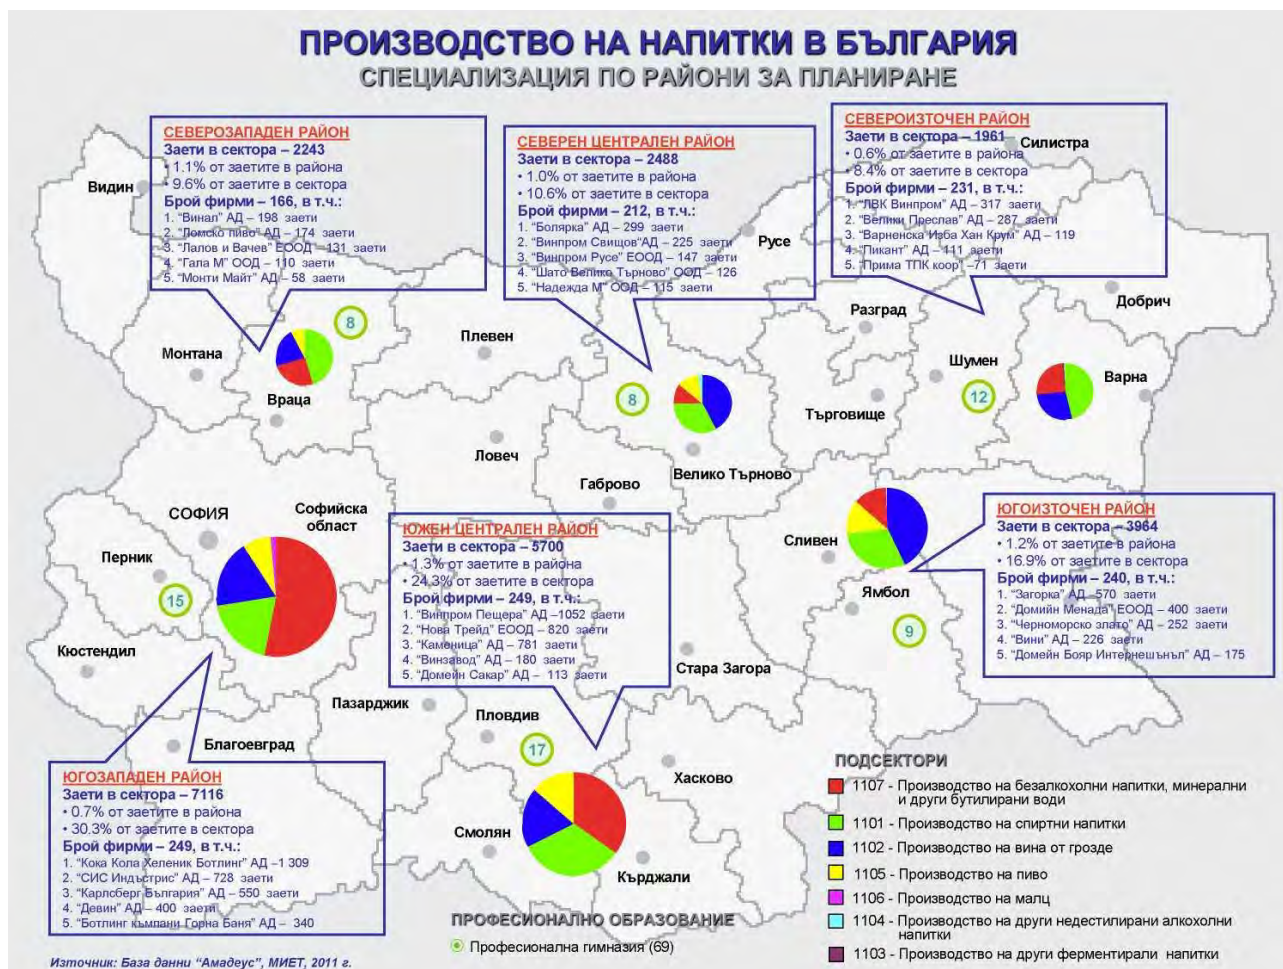 ПРОИЗВОДСТВО НА НАПИТКИ В БЪЛГАРИЯ
СПЕЦИАЛИЗАЦИЯ ПО РАЙОНИ ЗА ПЛАНИРАНЕ
СЕВЕРОЗАПАДЕН РАЙОН
Заети в сектора – 2243
• 1.1% от заетите в района
• 9.6% от заетите в сектора
Брой фирми – 166, в т.ч.:
1. "Винал" АД – 198 заети
2. "Ломско пиво" АД – 174 заети
3. "Лалов и Вачев" ЕООД – 131 заети
4. "Гала М" ООД – 110 заети
5. "Монти Майт" АД – 58 заети
СЕВЕРЕН ЦЕНТРАЛЕН РАЙОН
Заети в сектора – 2488
• 1.0% от заетите в района
• 10.6% от заетите в сектора
Брой фирми – 212, в т.ч.:
1. "Болярка" АД – 299 заети
2. "Винпром Свищов"АД – 225 заети
3. "Винпром Русе" ЕООД – 147 заети
4. "Шато Велико Търново" ООД – 126
5. "Надежда М" ООД – 115 заети
СЕВЕРОИЗТОЧЕН РАЙОН
Заети в сектора – 1961
• 0.6% от заетите в района
• 8.4% от заетите в сектора
Брой фирми – 231, в т.ч.:
1. "ЛВК Винпром" АД – 317 заети
2. "Велики Преслав" АД – 287 заети
3. "Варненска Изба Хан Крум" АД – 119
4. "Пикант" АД – 111 заети
5. "Прима ТПК коор" –71 заети
Видин
Силистра
Русе
Добрич
Разград
8
Плевен
Монтана
Шумен
Варна
Враца
8
12
Търговище
Ловеч
Велико Търново
Габрово
СОФИЯ
Софийска
област
Перник
15
Кюстендил
ЮЖЕН ЦЕНТРАЛЕН РАЙОН
Заети в сектора – 5700
• 1.3% от заетите в района
• 24.3% от заетите в сектора
Брой фирми – 249, в т.ч.:
1. "Винпром Пещера" АД –1052 заети
2. "Нова Трейд" ЕООД – 820 заети
3. "Каменица" АД – 781 заети
4. "Винзавод" АД – 180 заети
5. "Домейн Сакар" АД – 113 заети
Сливен
Ямбол
9
ЮГОИЗТОЧЕН РАЙОН
Заети в сектора – 3964
• 1.2% от заетите в района
• 16.9% от заетите в сектора
Брой фирми – 240, в т.ч.:
1. "Загорка" АД –570 заети
2. "Домийн Менада" ЕООД – 400 заети
3. "Черноморско злато" АД – 252 заети
4. "Вини" АД – 226 заети
5. "Домейн Бояр Интернешънъл" АД – 175
Стара Загора
Пазарджик
Пловдив
17
Благоевград
Хасково
Смолян
Кърджали
ЮГОЗАПАДЕН РАЙОН
Заети в сектора – 7116
• 0.7% от заетите в района
• 30.3% от заетите в сектора
Брой фирми – 249, в т.ч.:
1. "Кока Кола Хеленик Ботлинг" АД –1 309
2. "СИС Индъстрис" АД – 728 заети
3. "Карлсберг България" АД – 550 заети
4. "Девин" АД – 400 заети
5. "Ботлинг къмпани Горна Баня" АД – 340
ПОДСЕКТОРИ
1107 - Производство на безалкохолни напитки, минерални
и други бутилирани води
1101 - Производство на спиртни напитки
1102 - Производство на вина от грозде
1105 - Производство на пиво
1106 - Производство на малц
1104 - Производство на други недестилирани алкохолни
напитки
1103 - Производство на други ферментирали напитки
ПРОФЕСИОНАЛНО ОБРАЗОВАНИЕ
Професионална гимназия (69)
Източник: База данни "Амадеус", МИЕТ, 2011 г.